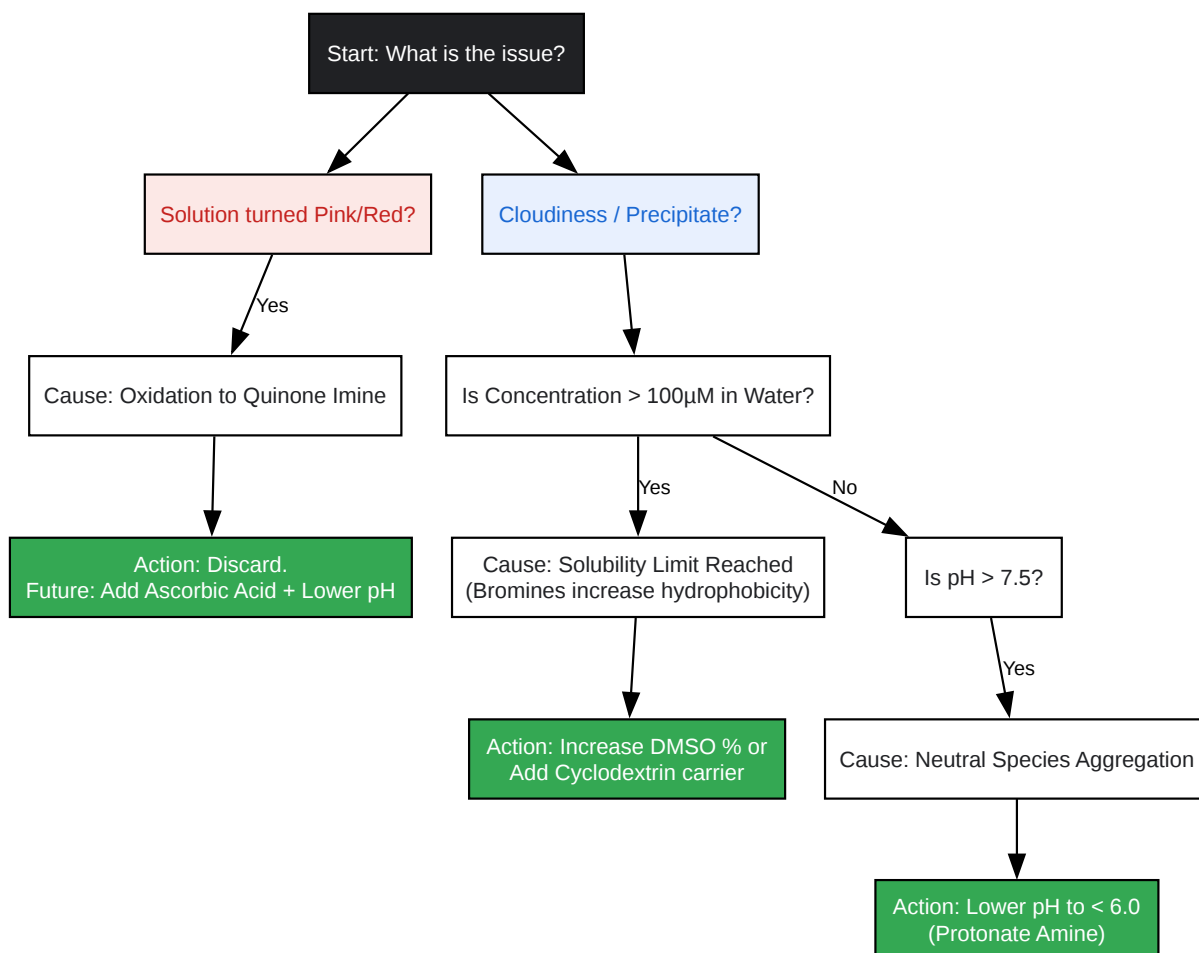 Start: What is the issue?
Solution turned Pink/Red?
Cloudiness / Precipitate?
Yes
Cause: Oxidation to Quinone Imine
Is Concentration > 100µM in Water?
Yes
No
Action: Discard.
Future: Add Ascorbic Acid + Lower pH
Cause: Solubility Limit Reached
(Bromines increase hydrophobicity)
Is pH > 7.5?
Yes
Action: Increase DMSO % or
Add Cyclodextrin carrier
Cause: Neutral Species Aggregation
Action: Lower pH to < 6.0
(Protonate Amine)